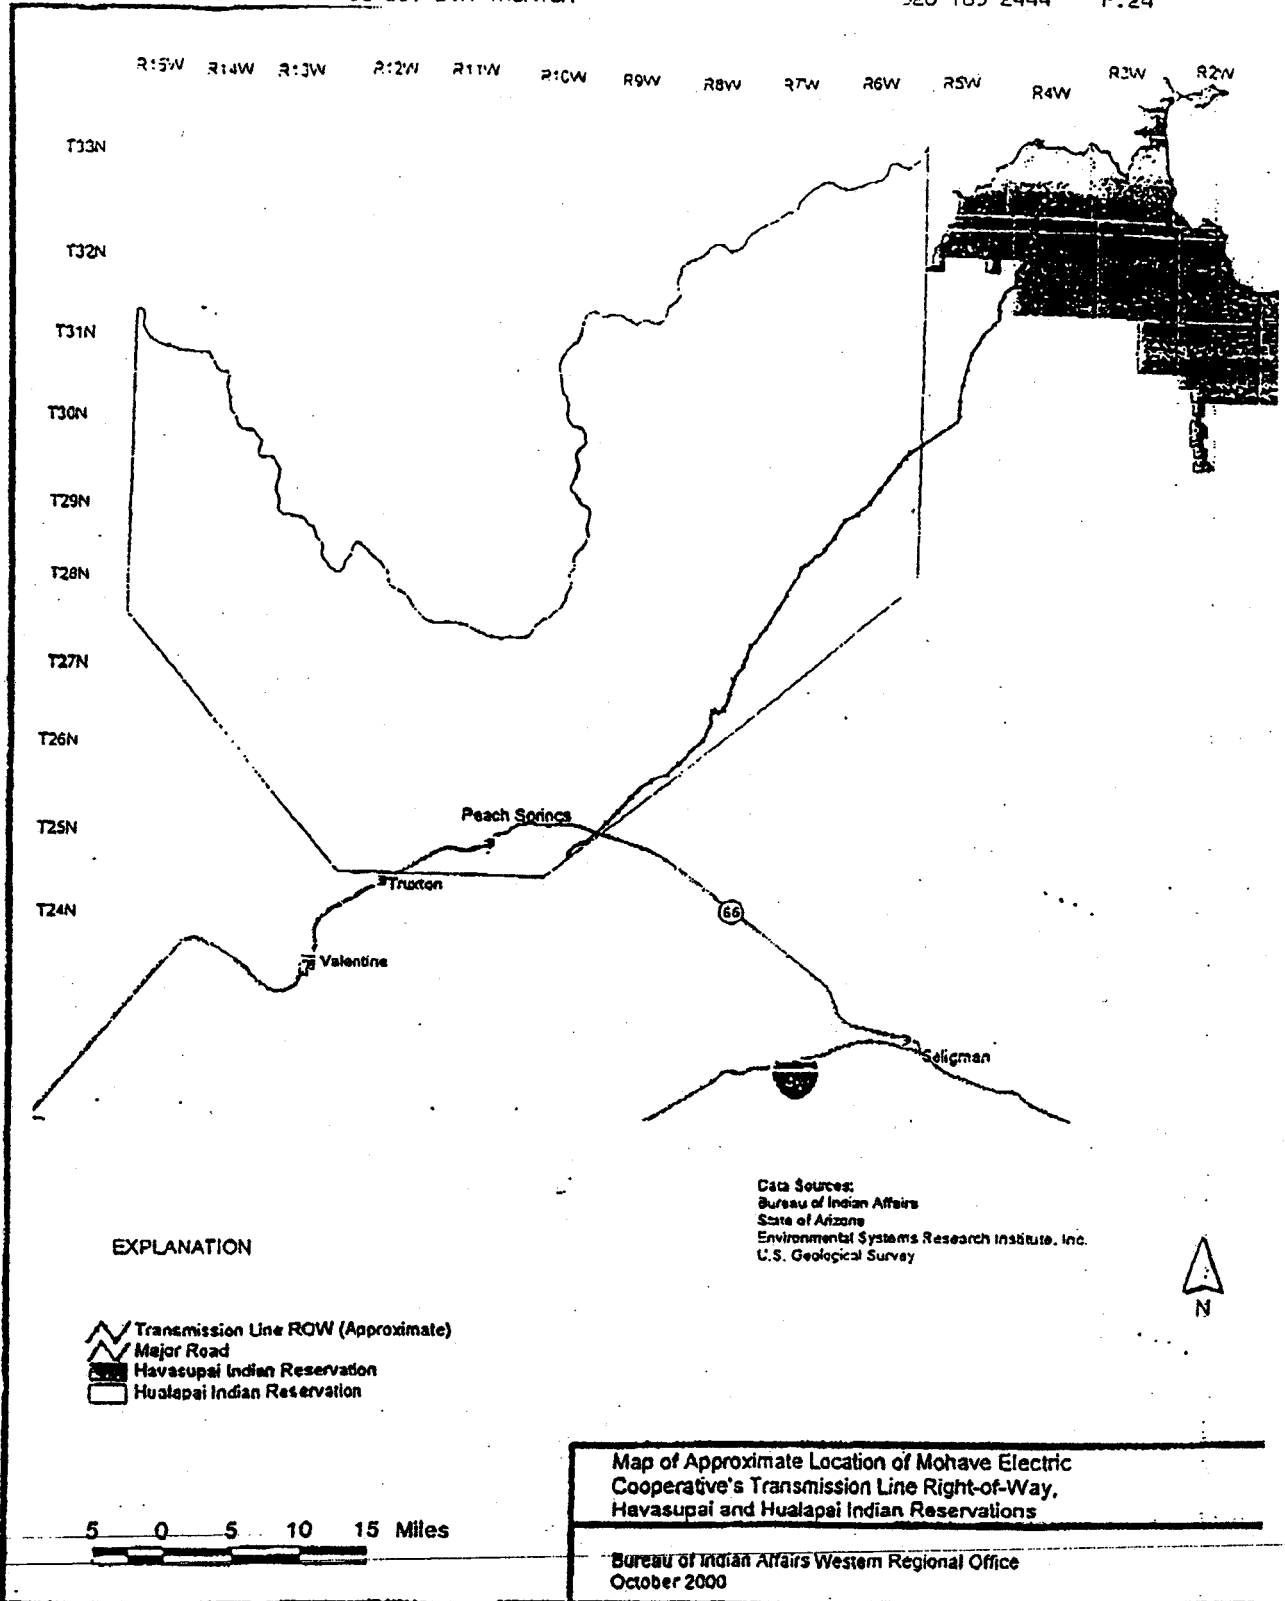 P.24
R15W R14W R13W R12W R11W R10W R9W R8W R7W R6W R5W R4W R3W R2W
T33N
T32N
T31N
T30N
T29N
T28N
T27N
T26N
T25N
T24N
Peach Springs
Truxton
Valentine
66
Seligman
Data Sources:
Bureau of Indian Affairs
State of Arizona
Environmental Systems Research Institute, Inc.
U.S. Geological Survey
EXPLANATION
N
Transmission Line ROW (Approximate)
Major Road
Havasupai Indian Reservation
Hualapai Indian Reservation
Map of Approximate Location of Mohave Electric
Cooperative's Transmission Line Right-of-Way,
Havasupai and Hualapai Indian Reservations
5 0 5 10 15 Miles
Bureau of Indian Affairs Western Regional Office
October 2000